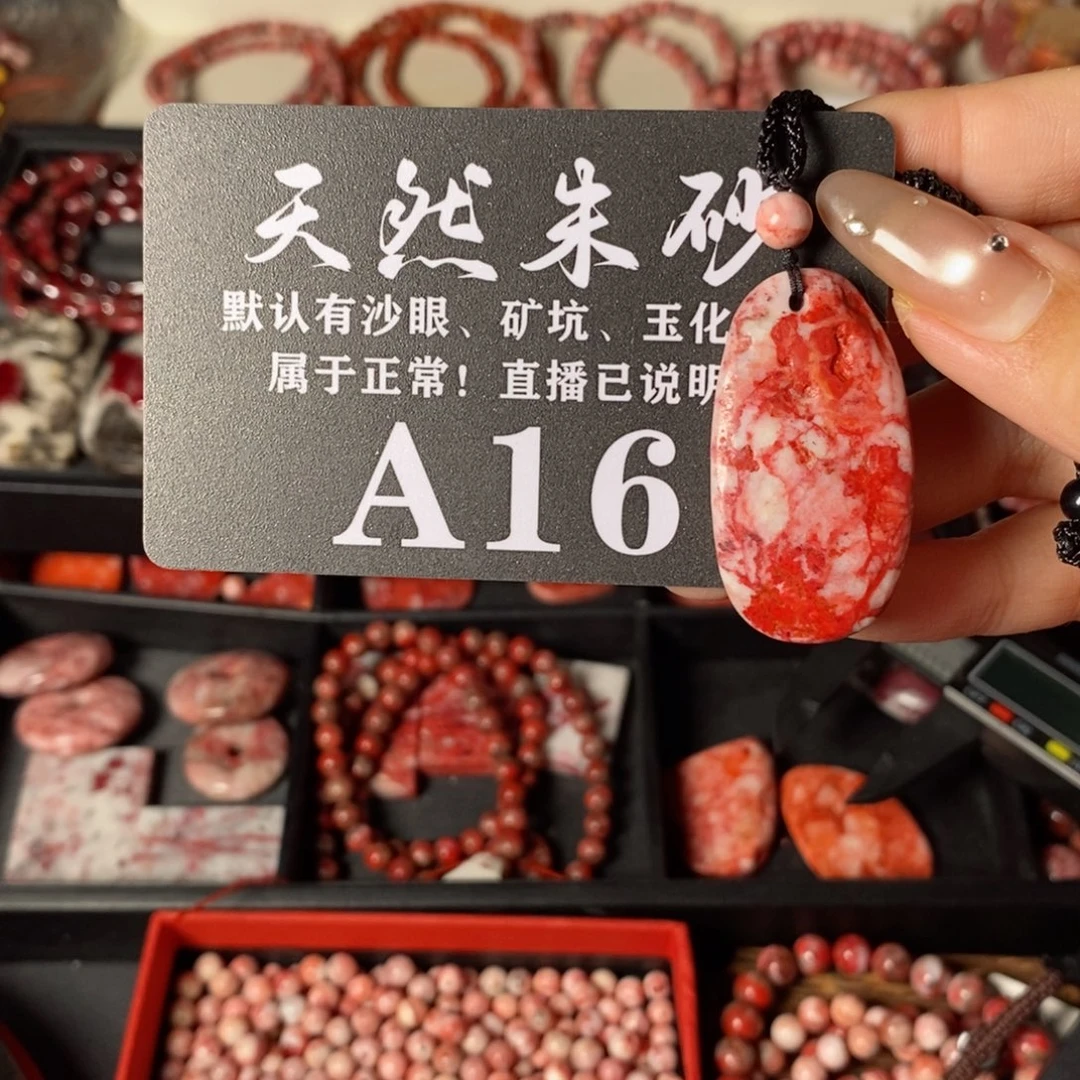 天然朱砂
默认有沙眼、矿坑、玉化
属于正常！直播已说明
A16